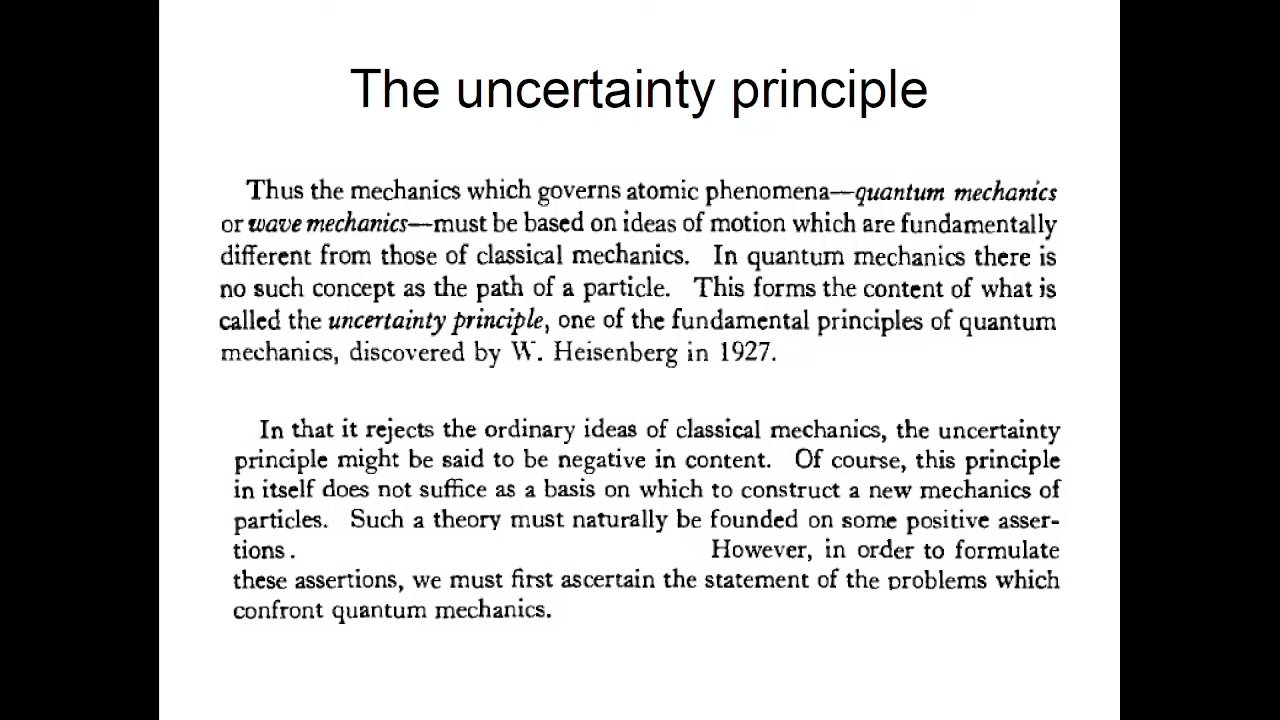 The uncertainty principle
Thus the mechanics which governs atomic phenomena—quantum mechanics
or wave mechanics—must be based on ideas of motion which are fundamentally
different from those of classical mechanics. In quantum mechanics there is
no such concept as the path of a particle. This forms the content of what is
called the uncertainty principle, one of the fundamental principles of quantum
mechanics, discovered by W. Heisenberg in 1927.
In that it rejects the ordinary ideas of classical mechanics, the uncertainty
principle might be said to be negative in content. Of course, this principle
in itself does not suffice as a basis on which to construct a new mechanics of
particles. Such a theory must naturally be founded on some positive asser-
tions. However, in order to formulate
these assertions, we must first ascertain the statement of the problems which
confront quantum mechanics.